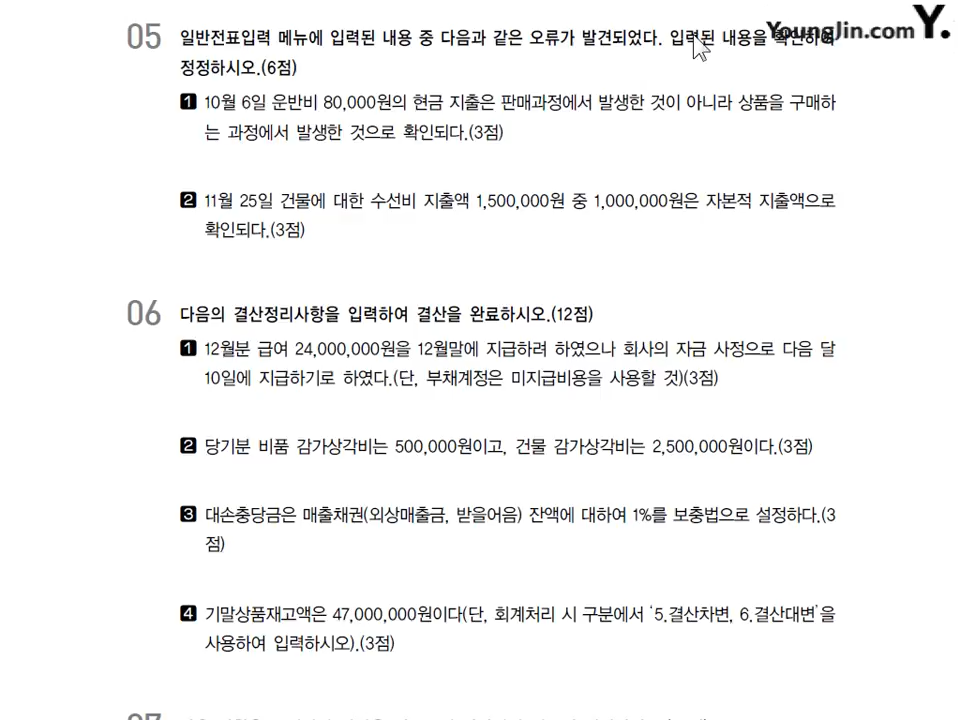 YoungJin.com Y.
05 일반전표입력 메뉴에 입력된 내용 중 다음과 같은 오류가 발견되었다. 입력된 내용을 확인하여
정정하시오.(6점)
1 10월 6일 운반비 80,000원의 현금 지출은 판매과정에서 발생한 것이 아니라 상품을 구매하
는 과정에서 발생한 것으로 확인되다.(3점)
2 11월 25일 건물에 대한 수선비 지출액 1,500,000원 중 1,000,000원은 자본적 지출액으로
확인되다.(3점)
06 다음의 결산정리사항을 입력하여 결산을 완료하시오.(12점)
1 12월분 급여 24,000,000원을 12월말에 지급하려 하였으나 회사의 자금 사정으로 다음 달
10일에 지급하기로 하였다.(단, 부채계정은 미지급비용을 사용할 것)(3점)
2 당기분 비품 감가상각비는 500,000원이고, 건물 감가상각비는 2,500,000원이다.(3점)
3 대손충당금은 매출채권(외상매출금, 받을어음) 잔액에 대하여 1%를 보충법으로 설정하다.(3
점)
4 기말상품재고액은 47,000,000원이다(단, 회계처리 시 구분에서 ‘5.결산차변, 6.결산대변’을
사용하여 입력하시오).(3점)
07